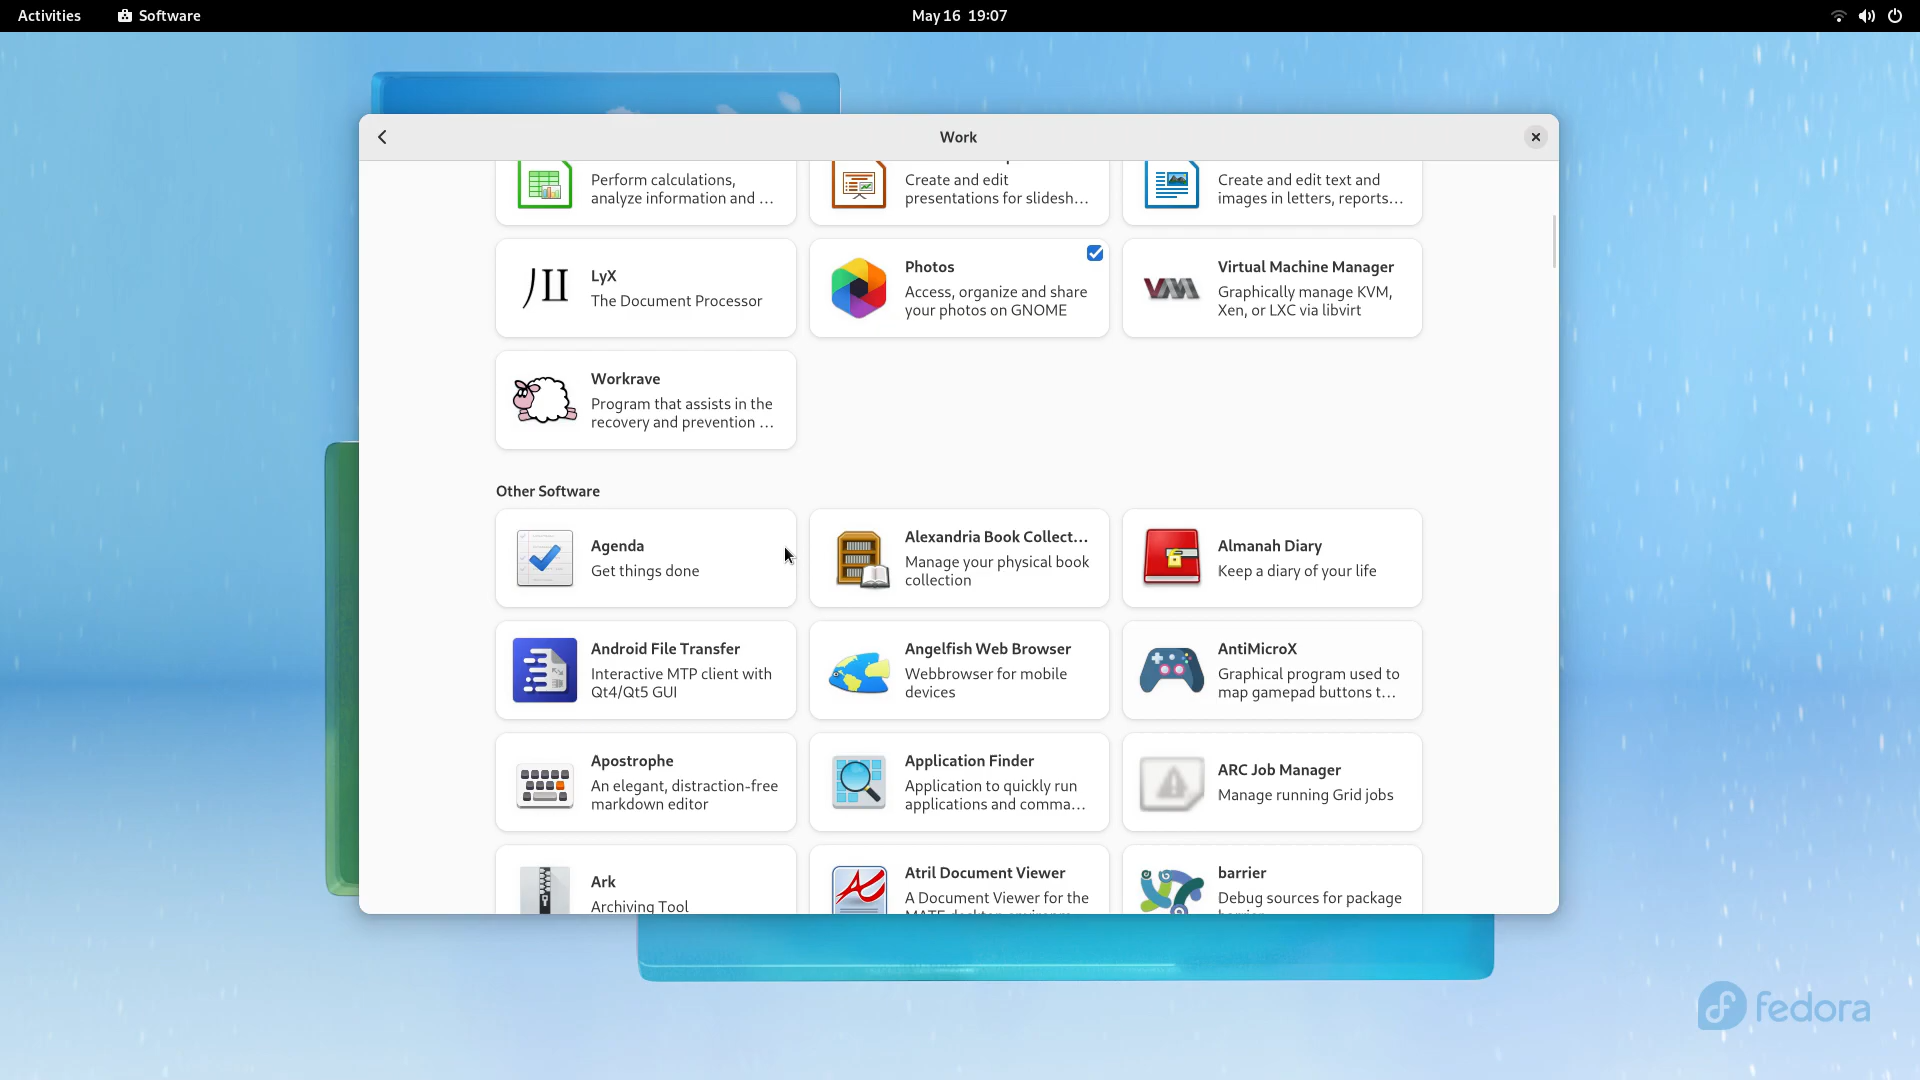 Activities
Software
May 16 19:07
Work
Perform calculations,
analyze information and …
Create and edit
presentations for slidesh…
Create and edit text and
images in letters, reports…
LyX
The Document Processor
Photos
Access, organize and share
your photos on GNOME
Virtual Machine Manager
Graphically manage KVM,
Xen, or LXC via libvirt
Workrave
Program that assists in the
recovery and prevention …
Other Software
Agenda
Get things done
Alexandria Book Collect…
Manage your physical book
collection
Almanah Diary
Keep a diary of your life
Android File Transfer
Interactive MTP client with
Qt4/Qt5 GUI
Angelfish Web Browser
Webbrowser for mobile
devices
AntiMicroX
Graphical program used to
map gamepad buttons t…
Apostrophe
An elegant, distraction-free
markdown editor
Application Finder
Application to quickly run
applications and comma…
ARC Job Manager
Manage running Grid jobs
Ark
Archiving Tool
Atril Document Viewer
A Document Viewer for the
barrier
Debug sources for package
fedora